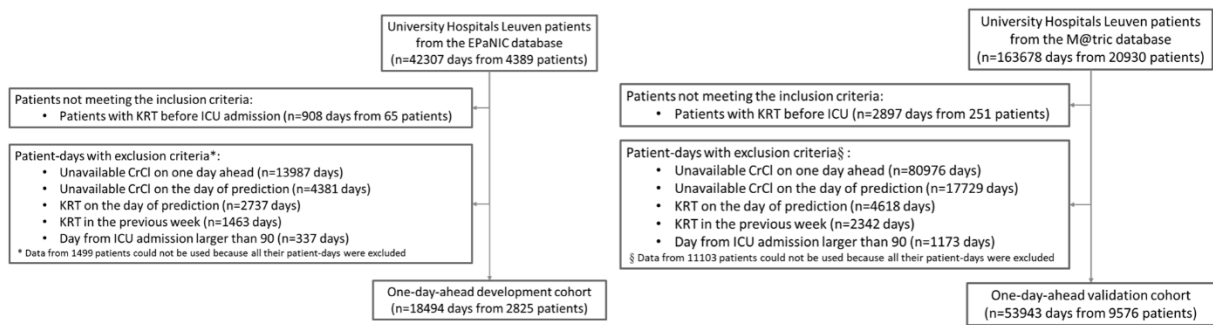 University Hospitals Leuven patients
from the EPaNIC database
(n=42307 days from 4389 patients)
Patients not meeting the inclusion criteria:
• Patients with KRT before ICU admission (n=908 days from 65 patients)
Patient-days with exclusion criteria*:
• Unavailable CrCl on one day ahead (n=13987 days)
• Unavailable CrCl on the day of prediction (n=4381 days)
• KRT on the day of prediction (n=2737 days)
• KRT in the previous week (n=1463 days)
• Day from ICU admission larger than 90 (n=337 days)
* Data from 1499 patients could not be used because all their patient-days were excluded
One-day-ahead development cohort
(n=18494 days from 2825 patients)
University Hospitals Leuven patients
from the M@tric database
(n=163678 days from 20930 patients)
Patients not meeting the inclusion criteria:
• Patients with KRT before ICU (n=2897 days from 251 patients)
Patient-days with exclusion criteria§ :
• Unavailable CrCl on one day ahead (n=80976 days)
• Unavailable CrCl on the day of prediction (n=17729 days)
• KRT on the day of prediction (n=4618 days)
• KRT in the previous week (n=2342 days)
• Day from ICU admission larger than 90 (n=1173 days)
§ Data from 11103 patients could not be used because all their patient-days were excluded
One-day-ahead validation cohort
(n=53943 days from 9576 patients)